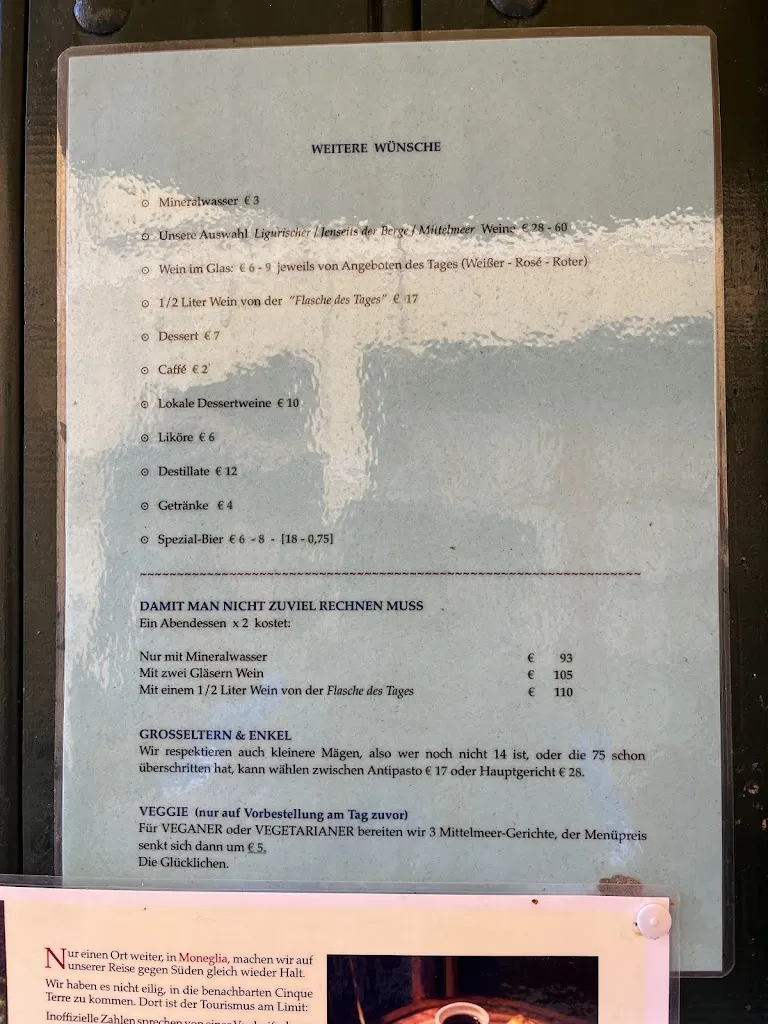 WEITERE WÜNSCHE
⊙ Mineralwasser € 3
⊙ Unsere Auswahl Ligurischer / Jenseits der Berge / Mittelmeer Weine € 28 - 60
⊙ Wein im Glas: € 6 - 9 jeweils von Angeboten des Tages (Weißer - Rosé - Roter)
⊙ 1/2 Liter Wein von der "Flasche des Tages" € 17
⊙ Dessert € 7
⊙ Caffé € 2
⊙ Lokale Dessertweine € 10
⊙ Liköre € 6
⊙ Destillate € 12
⊙ Getränke € 4
⊙ Spezial-Bier € 6 - 8 - [18 - 0,75]
~~~~~~~~~~~~~~~~~~~~~~~~~~~~~~~~~~~~~~~~
DAMIT MAN NICHT ZUVIEL RECHNEN MUSS
Ein Abendessen x 2 kostet:
Nur mit Mineralwasser € 93
Mit zwei Gläsern Wein € 105
Mit einem 1/2 Liter Wein von der Flasche des Tages € 110
GROSSELTERN & ENKEL
Wir respektieren auch kleinere Mägen, also wer noch nicht 14 ist, oder die 75 schon
überschritten hat, kann wählen zwischen Antipasto € 17 oder Hauptgericht € 28.
VEGGIE (nur auf Vorbestellung am Tag zuvor)
Für VEGANER oder VEGETARIANER bereiten wir 3 Mittelmeer-Gerichte, der Menüpreis
senkt sich dann um € 5.
Die Glücklichen.
Nur einen Ort weiter, in Moneglia, machen wir auf
unserer Reise gegen Süden gleich wieder Halt.
Wir haben es nicht eilig, in die benachbarten Cinque
Terre zu kommen. Dort ist der Tourismus am Limit:
Inoffizielle Zahlen sprechen von einer